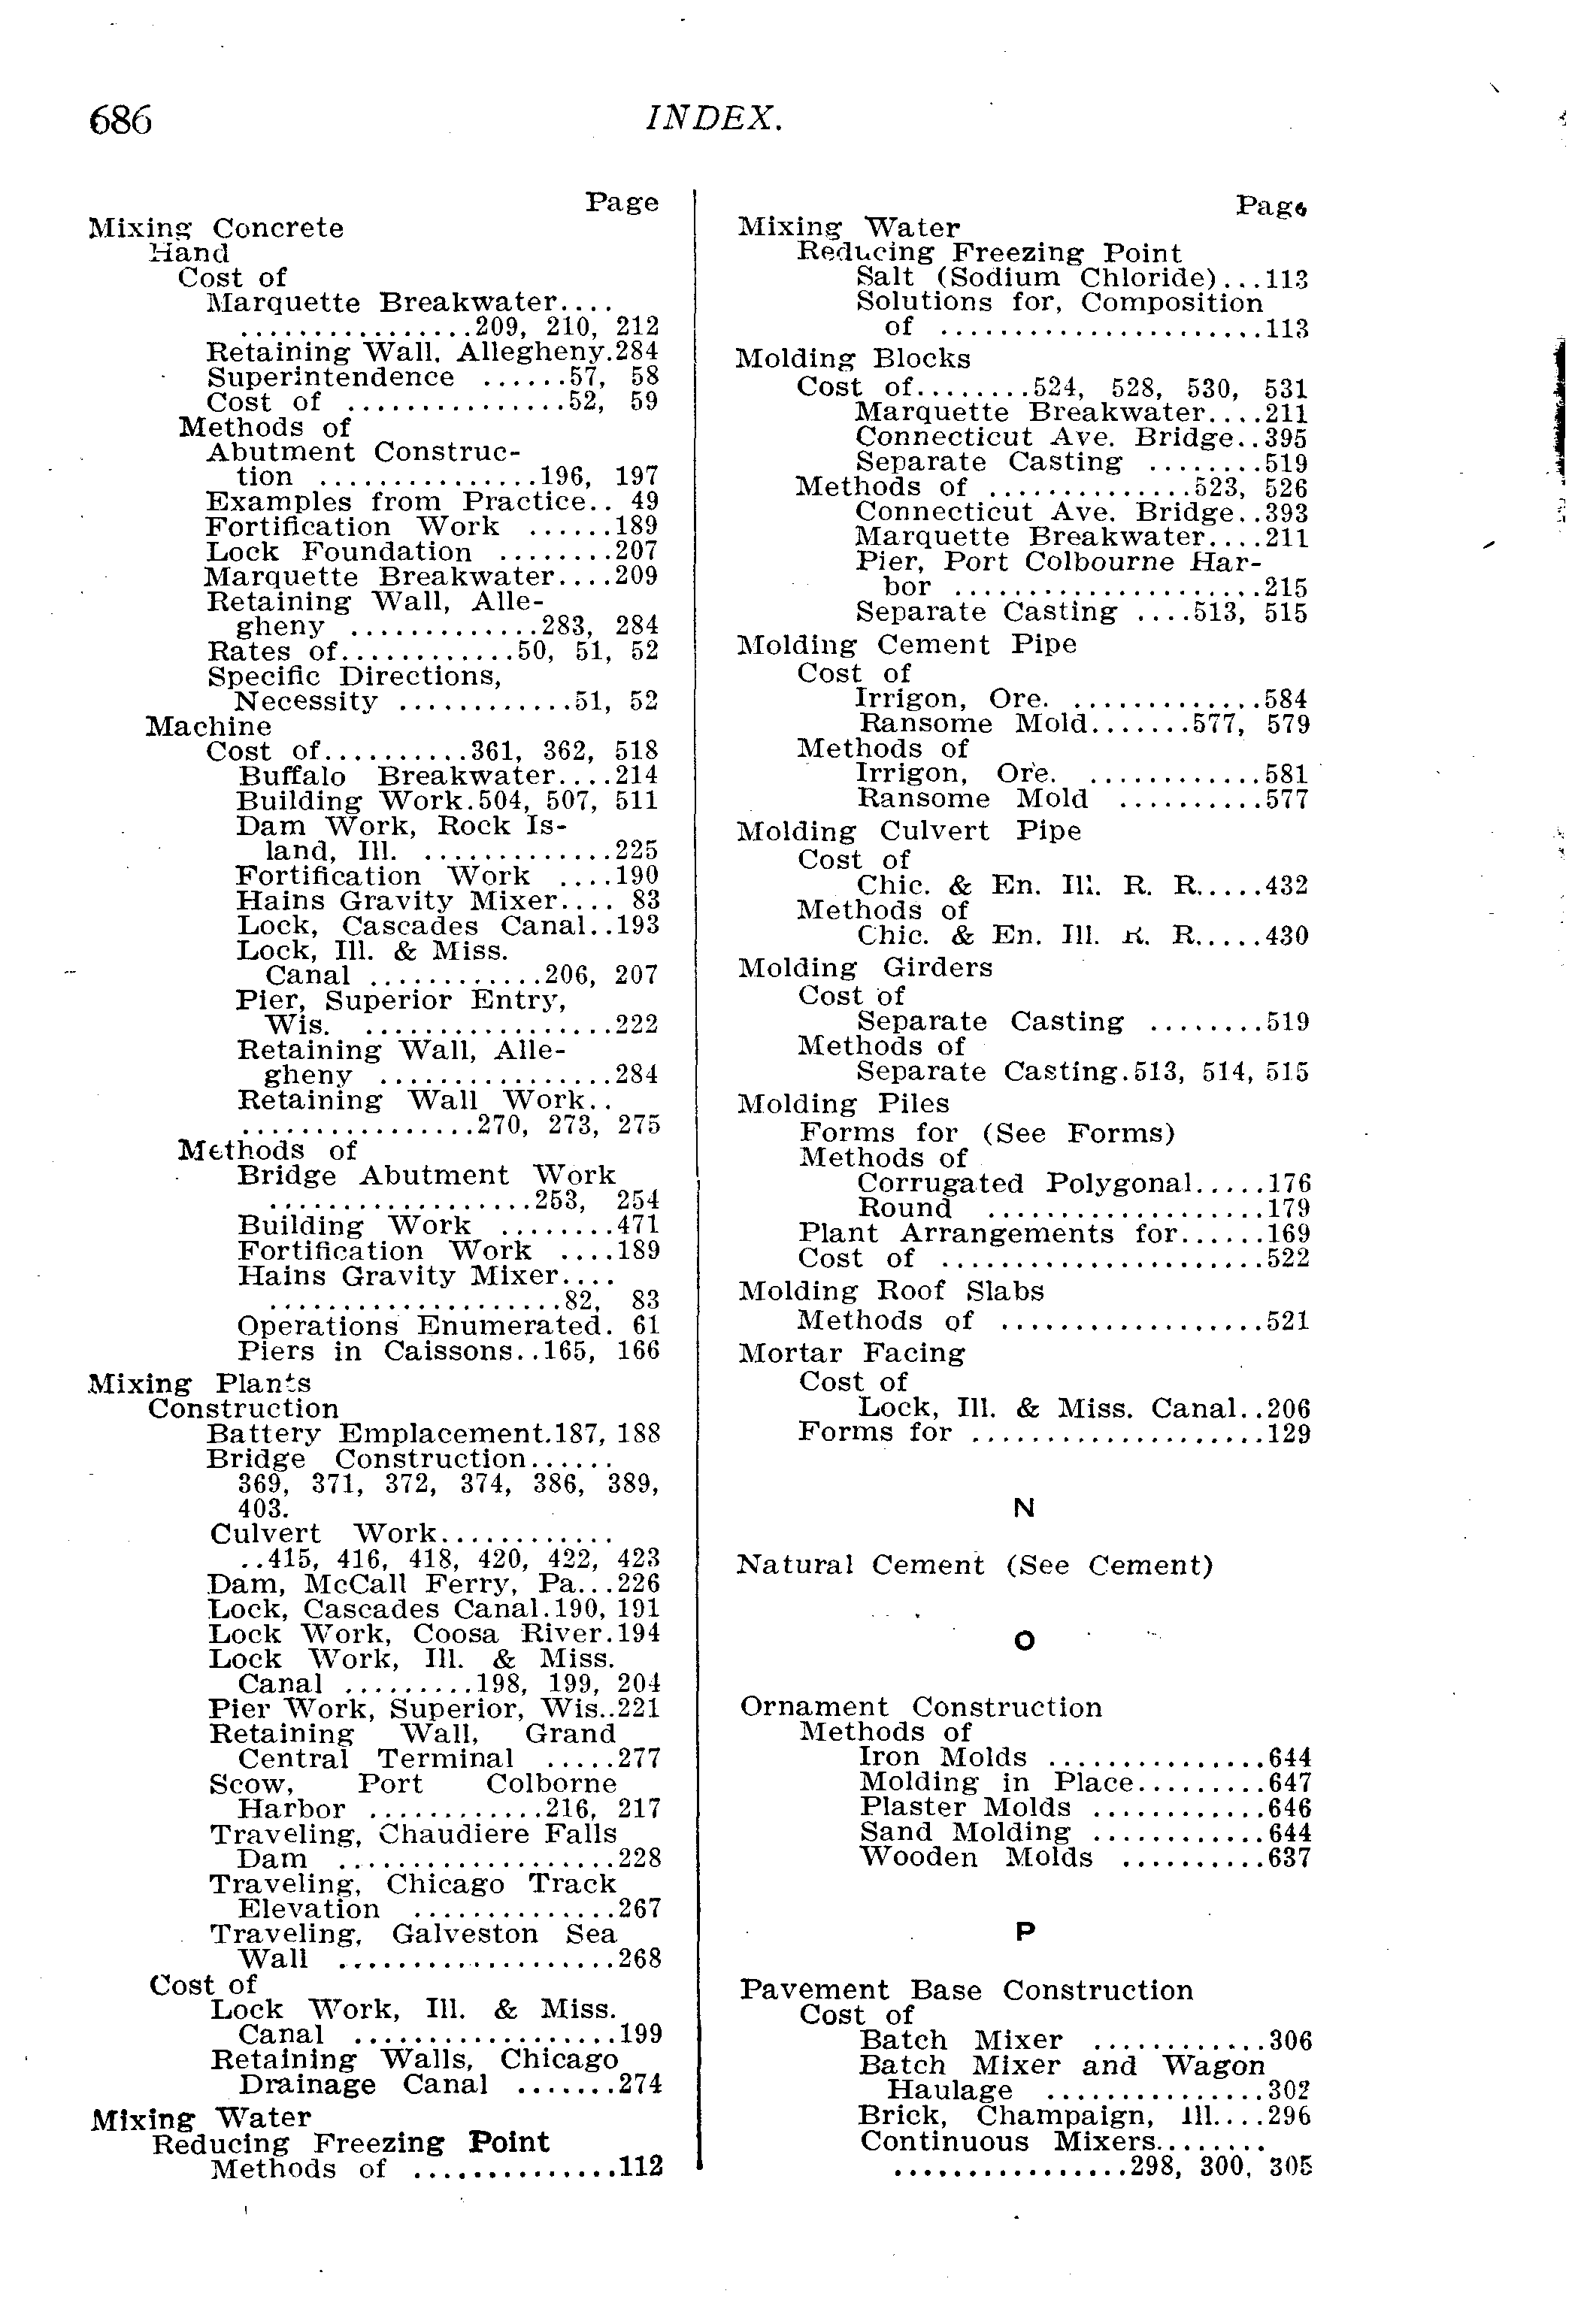 686
INDEX.
Page
Mixing Concrete
Hand
Cost of
Marquette Breakwater....
................209, 210, 212
Retaining Wall, Allegheny.284
Superintendence ......57, 58
Cost of ...............52, 59
Methods of
Abutment Construc-
tion ...............196, 197
Examples from Practice.. 49
Fortification Work ......189
Lock Foundation ........207
Marquette Breakwater....209
Retaining Wall, Alle-
gheny .............283, 284
Rates of............50, 51, 52
Specific Directions,
Necessity ............51, 52
Machine
Cost of..........361, 362, 518
Buffalo Breakwater....214
Building Work.504, 507, 511
Dam Work, Rock Is-
land, Ill. .............225
Fortification Work ....190
Hains Gravity Mixer.... 83
Lock, Cascades Canal..193
Lock, Ill. & Miss.
Canal ............206, 207
Pier, Superior Entry,
Wis. .................222
Retaining Wall, Alle-
gheny ................284
Retaining Wall Work..
................270, 273, 275
Methods of
Bridge Abutment Work
..................253, 254
Building Work ........471
Fortification Work ....189
Hains Gravity Mixer....
....................82, 83
Operations Enumerated. 61
Piers in Caissons..165, 166
Mixing Plants
Construction
Battery Emplacement.187, 188
Bridge Construction......
369, 371, 372, 374, 386, 389,
403.
Culvert Work............
..415, 416, 418, 420, 422, 423
Dam, McCall Ferry, Pa...226
Lock, Cascades Canal.190, 191
Lock Work, Coosa River.194
Lock Work, Ill. & Miss.
Canal .........198, 199, 204
Pier Work, Superior, Wis..221
Retaining Wall, Grand
Central Terminal .....277
Scow, Port Colborne
Harbor ............216, 217
Traveling, Chaudiere Falls
Dam ...................228
Traveling, Chicago Track
Elevation ..............267
Traveling, Galveston Sea
Wall ...................268
Cost of
Lock Work, Ill. & Miss.
Canal ..................199
Retaining Walls, Chicago
Drainage Canal .......274
Mixing Water
Reducing Freezing Point
Methods of ..............112
Page
Mixing Water
Reducing Freezing Point
Salt (Sodium Chloride)...113
Solutions for, Composition
of ......................113
Molding Blocks
Cost of........524, 528, 530, 531
Marquette Breakwater....211
Connecticut Ave. Bridge..395
Separate Casting ........519
Methods of ..............523, 526
Connecticut Ave. Bridge..393
Marquette Breakwater....211
Pier, Port Colbourne Har-
bor .....................215
Separate Casting ....513, 515
Molding Cement Pipe
Cost of
Irrigon, Ore. .............584
Ransome Mold.......577, 579
Methods of
Irrigon, Ore. ............581
Ransome Mold ..........577
Molding Culvert Pipe
Cost of
Chic. & En. Ill. R. R.....432
Methods of
Chic. & En. Ill. R. R.....430
Molding Girders
Cost of
Separate Casting ........519
Methods of
Separate Casting.513, 514, 515
Molding Piles
Forms for (See Forms)
Methods of
Corrugated Polygonal.....176
Round ...................179
Plant Arrangements for......169
Cost of ......................522
Molding Roof Slabs
Methods of ..................521
Mortar Facing
Cost of
Lock, Ill. & Miss. Canal..206
Forms for ....................129
N
Natural Cement (See Cement)
O
Ornament Construction
Methods of
Iron Molds ...............644
Molding in Place.........647
Plaster Molds ............646
Sand Molding ............644
Wooden Molds ..........637
P
Pavement Base Construction
Cost of
Batch Mixer ............306
Batch Mixer and Wagon
Haulage ...............302
Brick, Champaign, Ill....296
Continuous Mixers........
................298, 300, 305